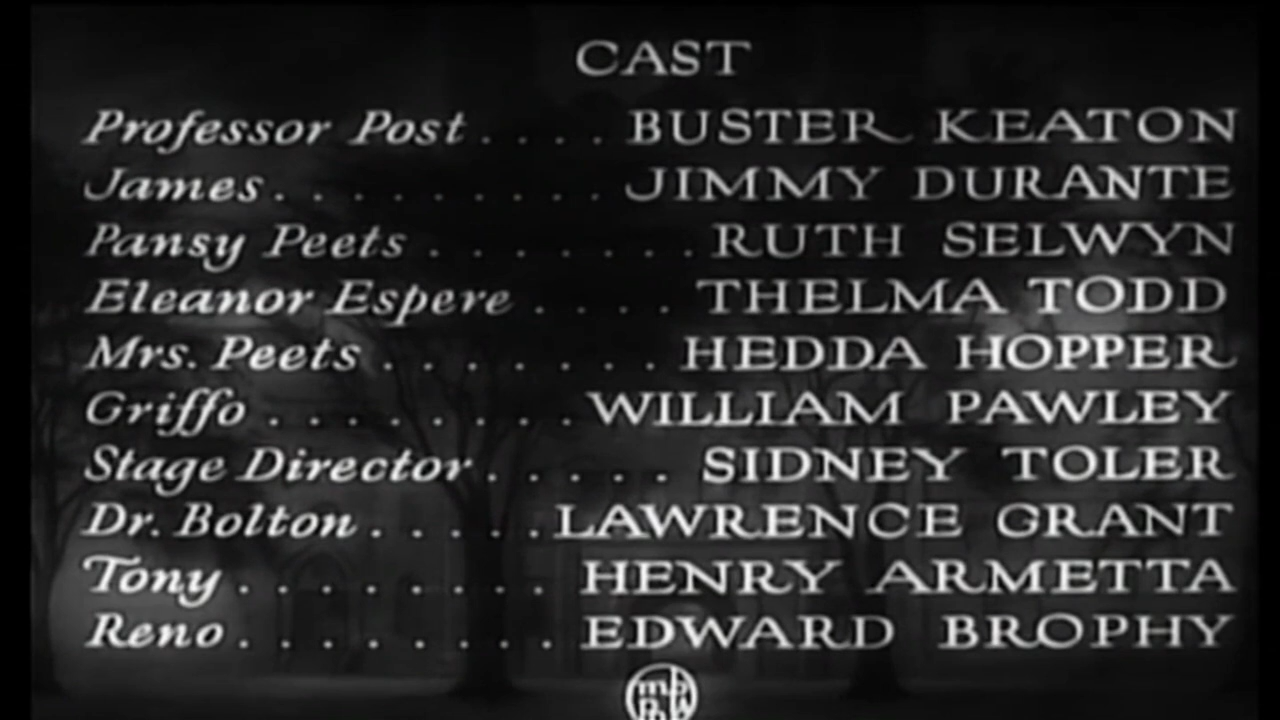 CAST
Professor Post . . . . BUSTER KEATON
James . . . . . . . . . JIMMY DURANTE
Pansy Peets . . . . . . . RUTH SELWYN
Eleanor Espere . . . . THELMA TODD
Mrs. Peets . . . . . . . HEDDA HOPPER
Griffo . . . . . . . . WILLIAM PAWLEY
Stage Director . . . . . SIDNEY TOLER
Dr. Bolton . . . . . LAWRENCE GRANT
Tony . . . . . . . . HENRY ARMETTA
Reno . . . . . . . . EDWARD BROPHY